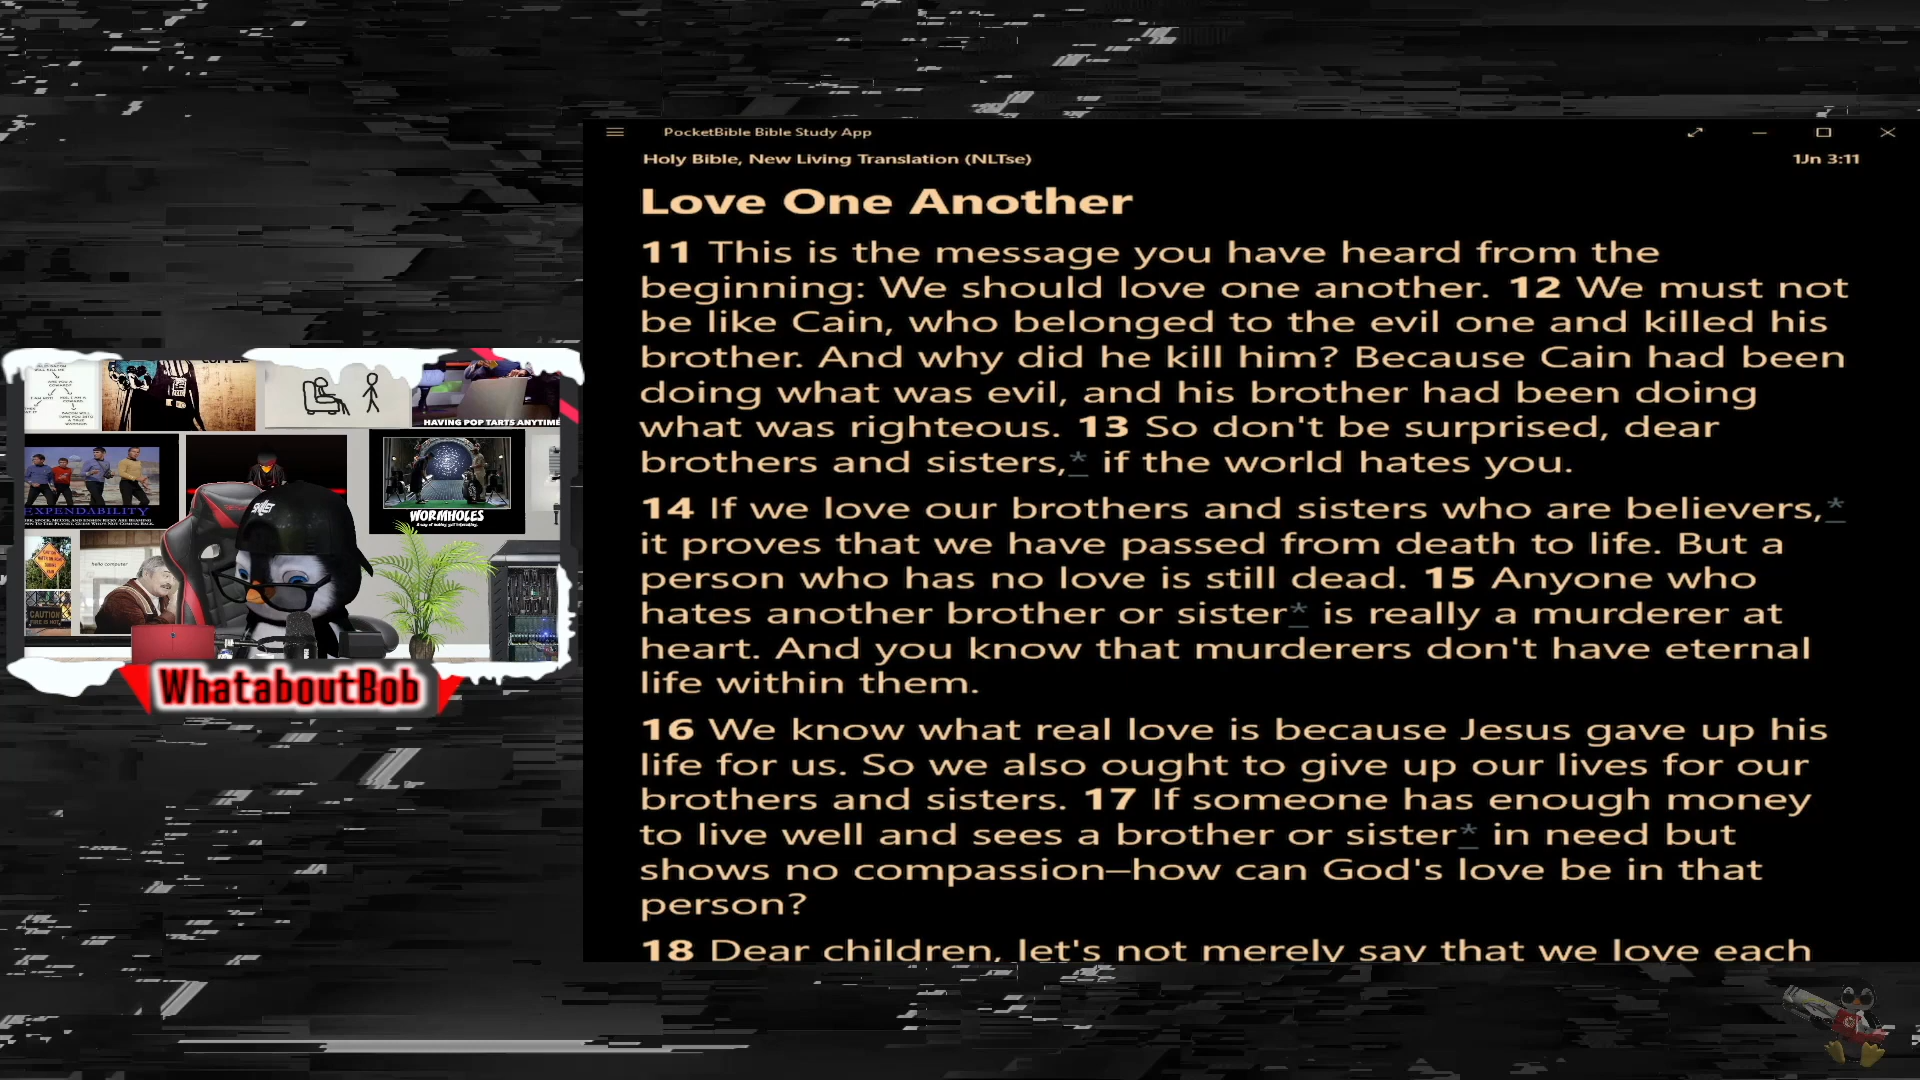 PocketBible Bible Study App
Holy Bible, New Living Translation (NLTse)
1Jn 3:11
Love One Another
11 This is the message you have heard from the
beginning: We should love one another. 12 We must not
be like Cain, who belonged to the evil one and killed his
brother. And why did he kill him? Because Cain had been
doing what was evil, and his brother had been doing
what was righteous. 13 So don't be surprised, dear
brothers and sisters,* if the world hates you.
14 If we love our brothers and sisters who are believers,*
it proves that we have passed from death to life. But a
person who has no love is still dead. 15 Anyone who
hates another brother or sister* is really a murderer at
heart. And you know that murderers don't have eternal
life within them.
16 We know what real love is because Jesus gave up his
life for us. So we also ought to give up our lives for our
brothers and sisters. 17 If someone has enough money
to live well and sees a brother or sister* in need but
shows no compassion—how can God's love be in that
person?
18 Dear children, let's not merely say that we love each
HAVING POP TARTS ANYTIME
EXPENDABILITY
WORMHOLES
hello computer
CAUTION
WhataboutBob